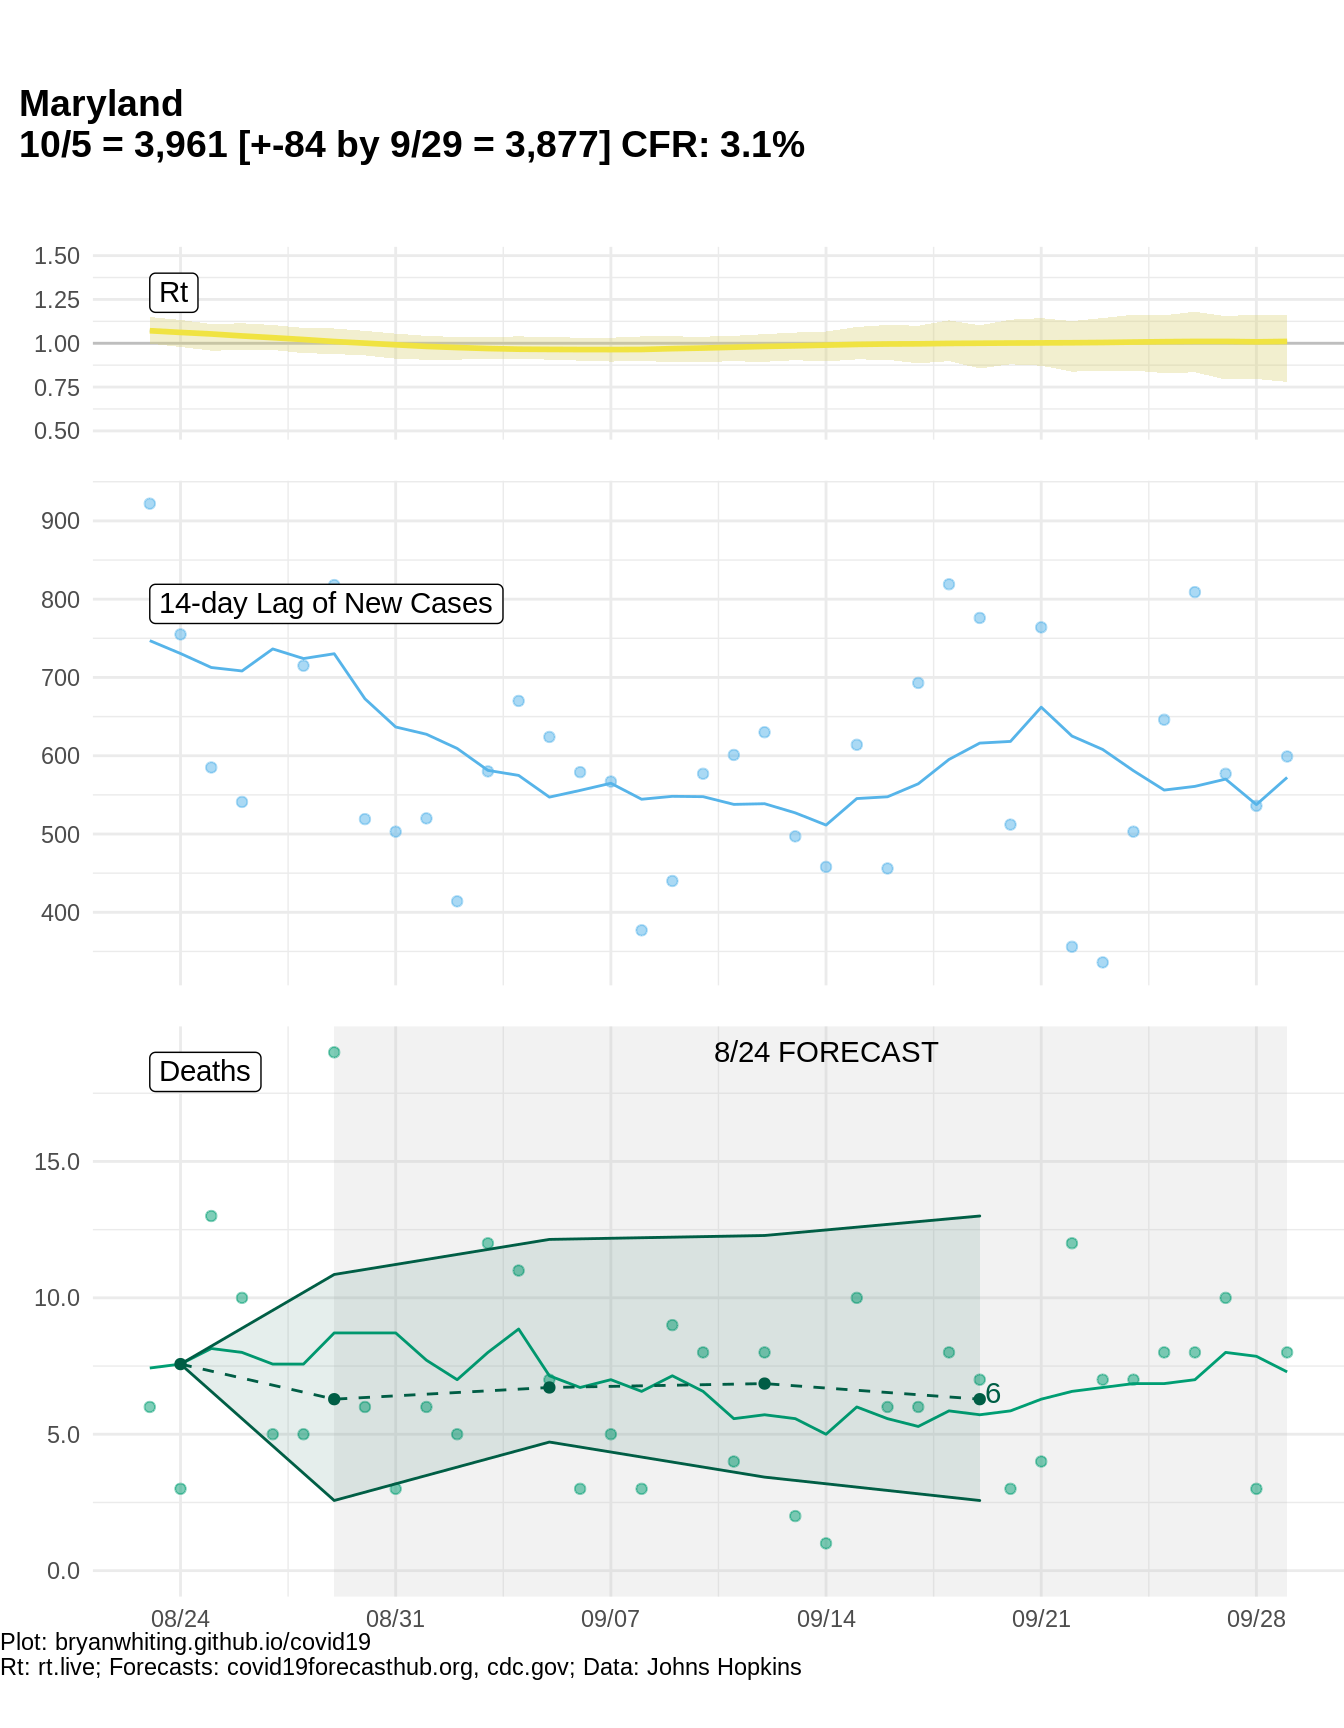 Maryland
10/5 = 3,961 [+-84 by 9/29 = 3,877] CFR: 3.1%
1.50
Rt
1.25
1.00
0.75
0.50
900
14-day Lag of New Cases
800
700
600
500
400
8/24 FORECAST
Deaths
15.0
10.0
6
5.0
0.0
08/24 08/31 09/07 09/14 09/21 09/28
Plot: bryanwhiting.github.io/covid19
Rt: rt.live; Forecasts: covid19forecasthub.org, cdc.gov; Data: Johns Hopkins